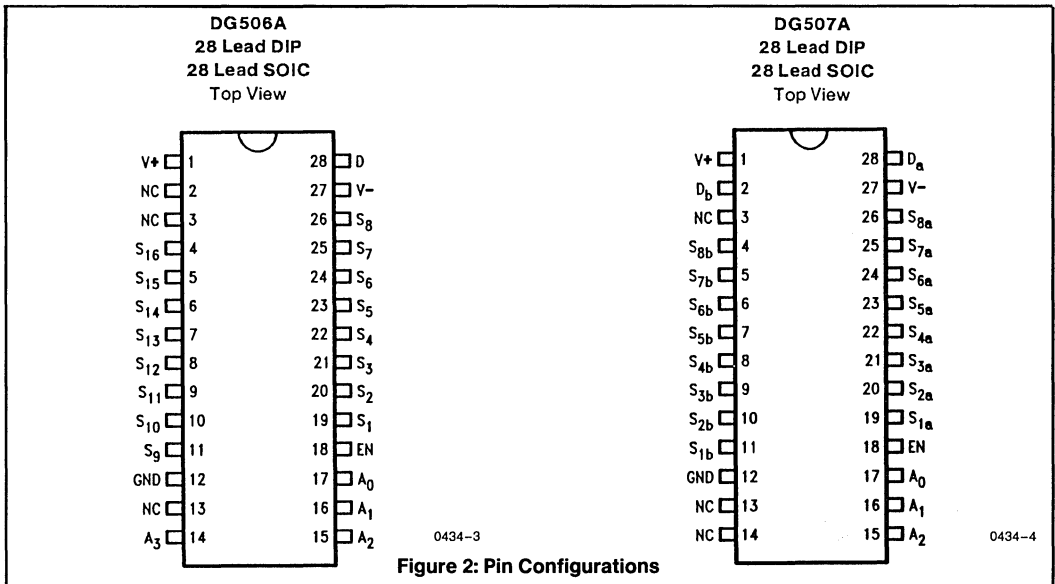 DG506A
28 Lead DIP
28 Lead SOIC
Top View
V+ 1 28 D
NC 2 27 V-
NC 3 26 S8
S16 4 25 S7
S15 5 24 S6
S14 6 23 S5
S13 7 22 S4
S12 8 21 S3
S11 9 20 S2
S10 10 19 S1
S9 11 18 EN
GND 12 17 A0
NC 13 16 A1
A3 14 15 A2
0434-3
DG507A
28 Lead DIP
28 Lead SOIC
Top View
V+ 1 28 Da
Db 2 27 V-
NC 3 26 S8a
S8b 4 25 S7a
S7b 5 24 S6a
S6b 6 23 S5a
S5b 7 22 S4a
S4b 8 21 S3a
S3b 9 20 S2a
S2b 10 19 S1a
S1b 11 18 EN
GND 12 17 A0
NC 13 16 A1
NC 14 15 A2
0434-4
Figure 2: Pin Configurations